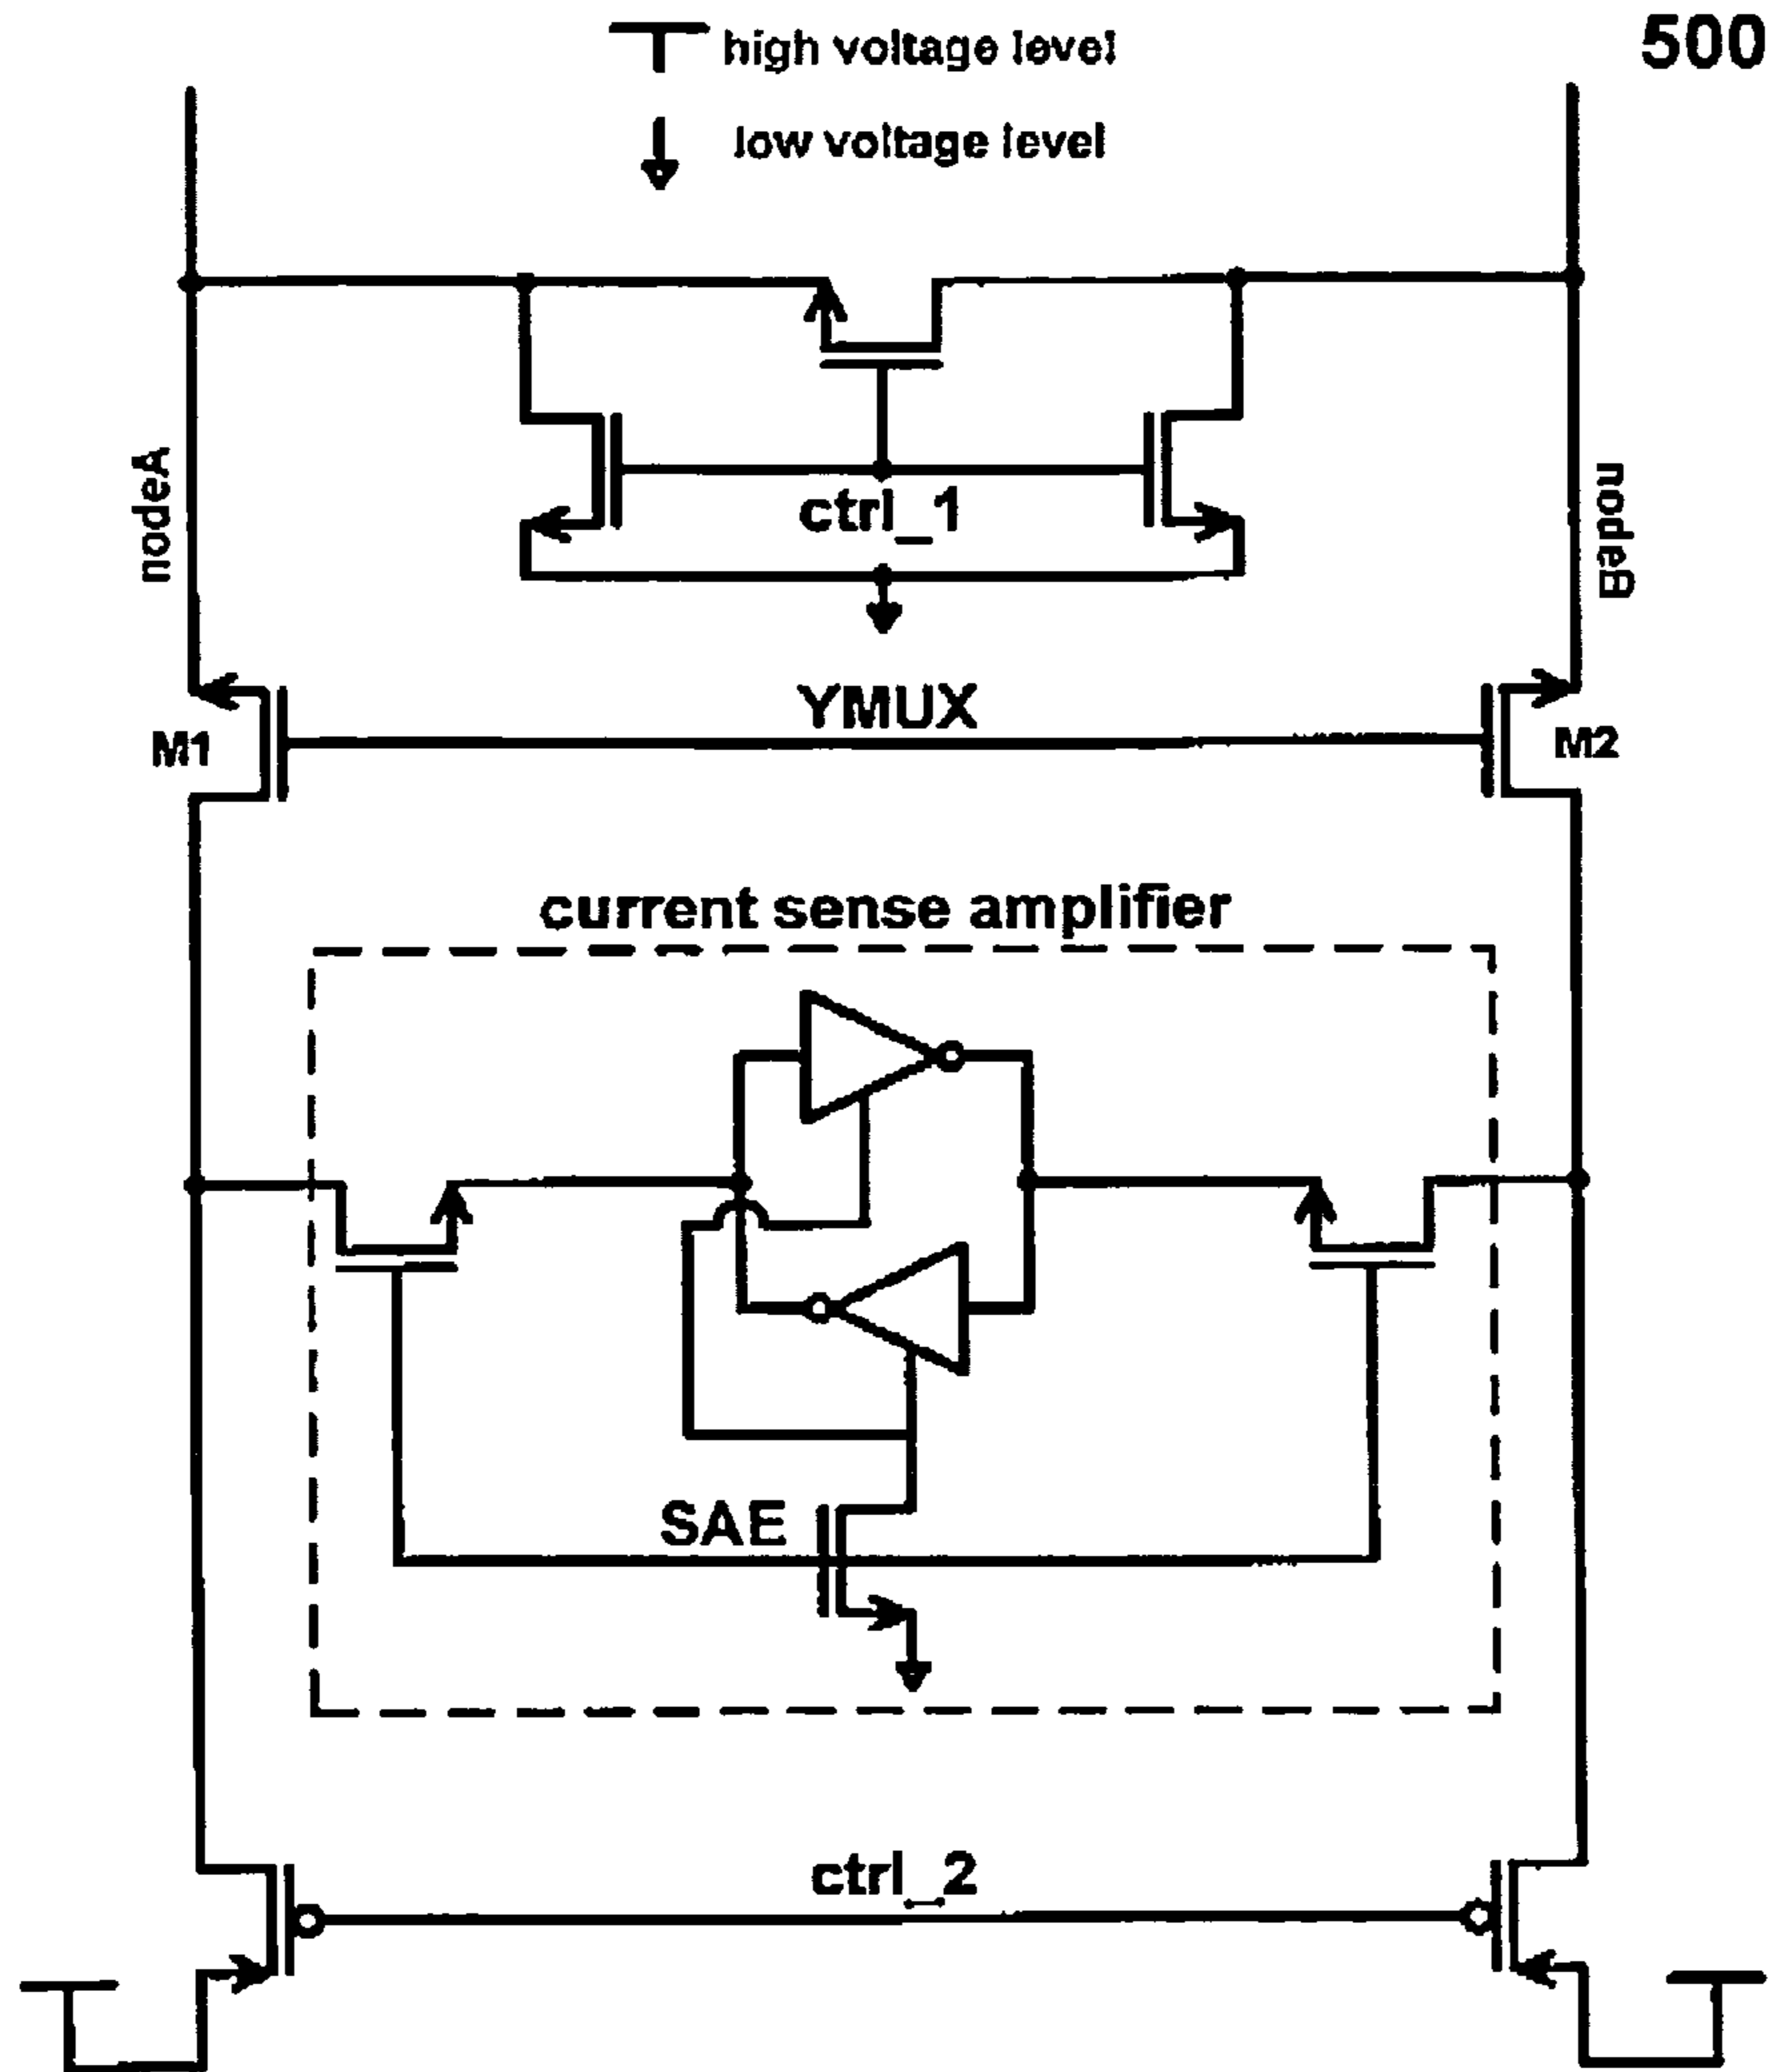 500
high voltage level
low voltage level
nodeA
nodeB
ctrl_1
YMUX
M1
M2
current sense amplifier
SAE
ctrl_2